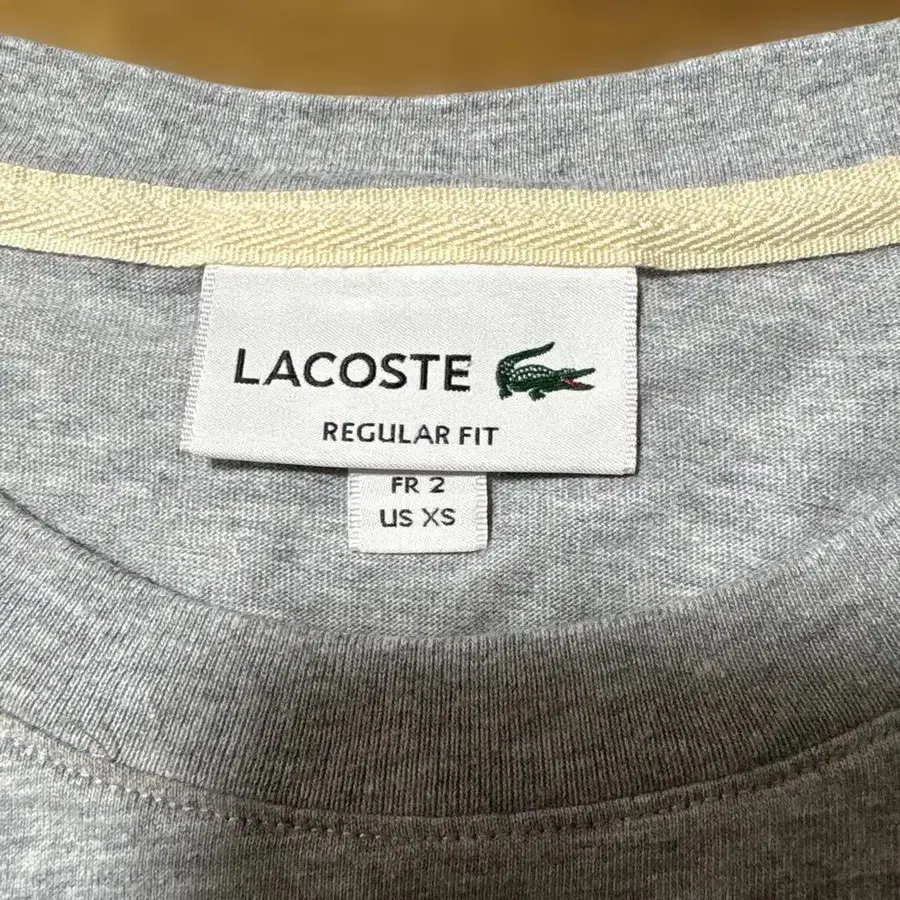 LACOSTE
REGULAR FIT
FR 2
US XS